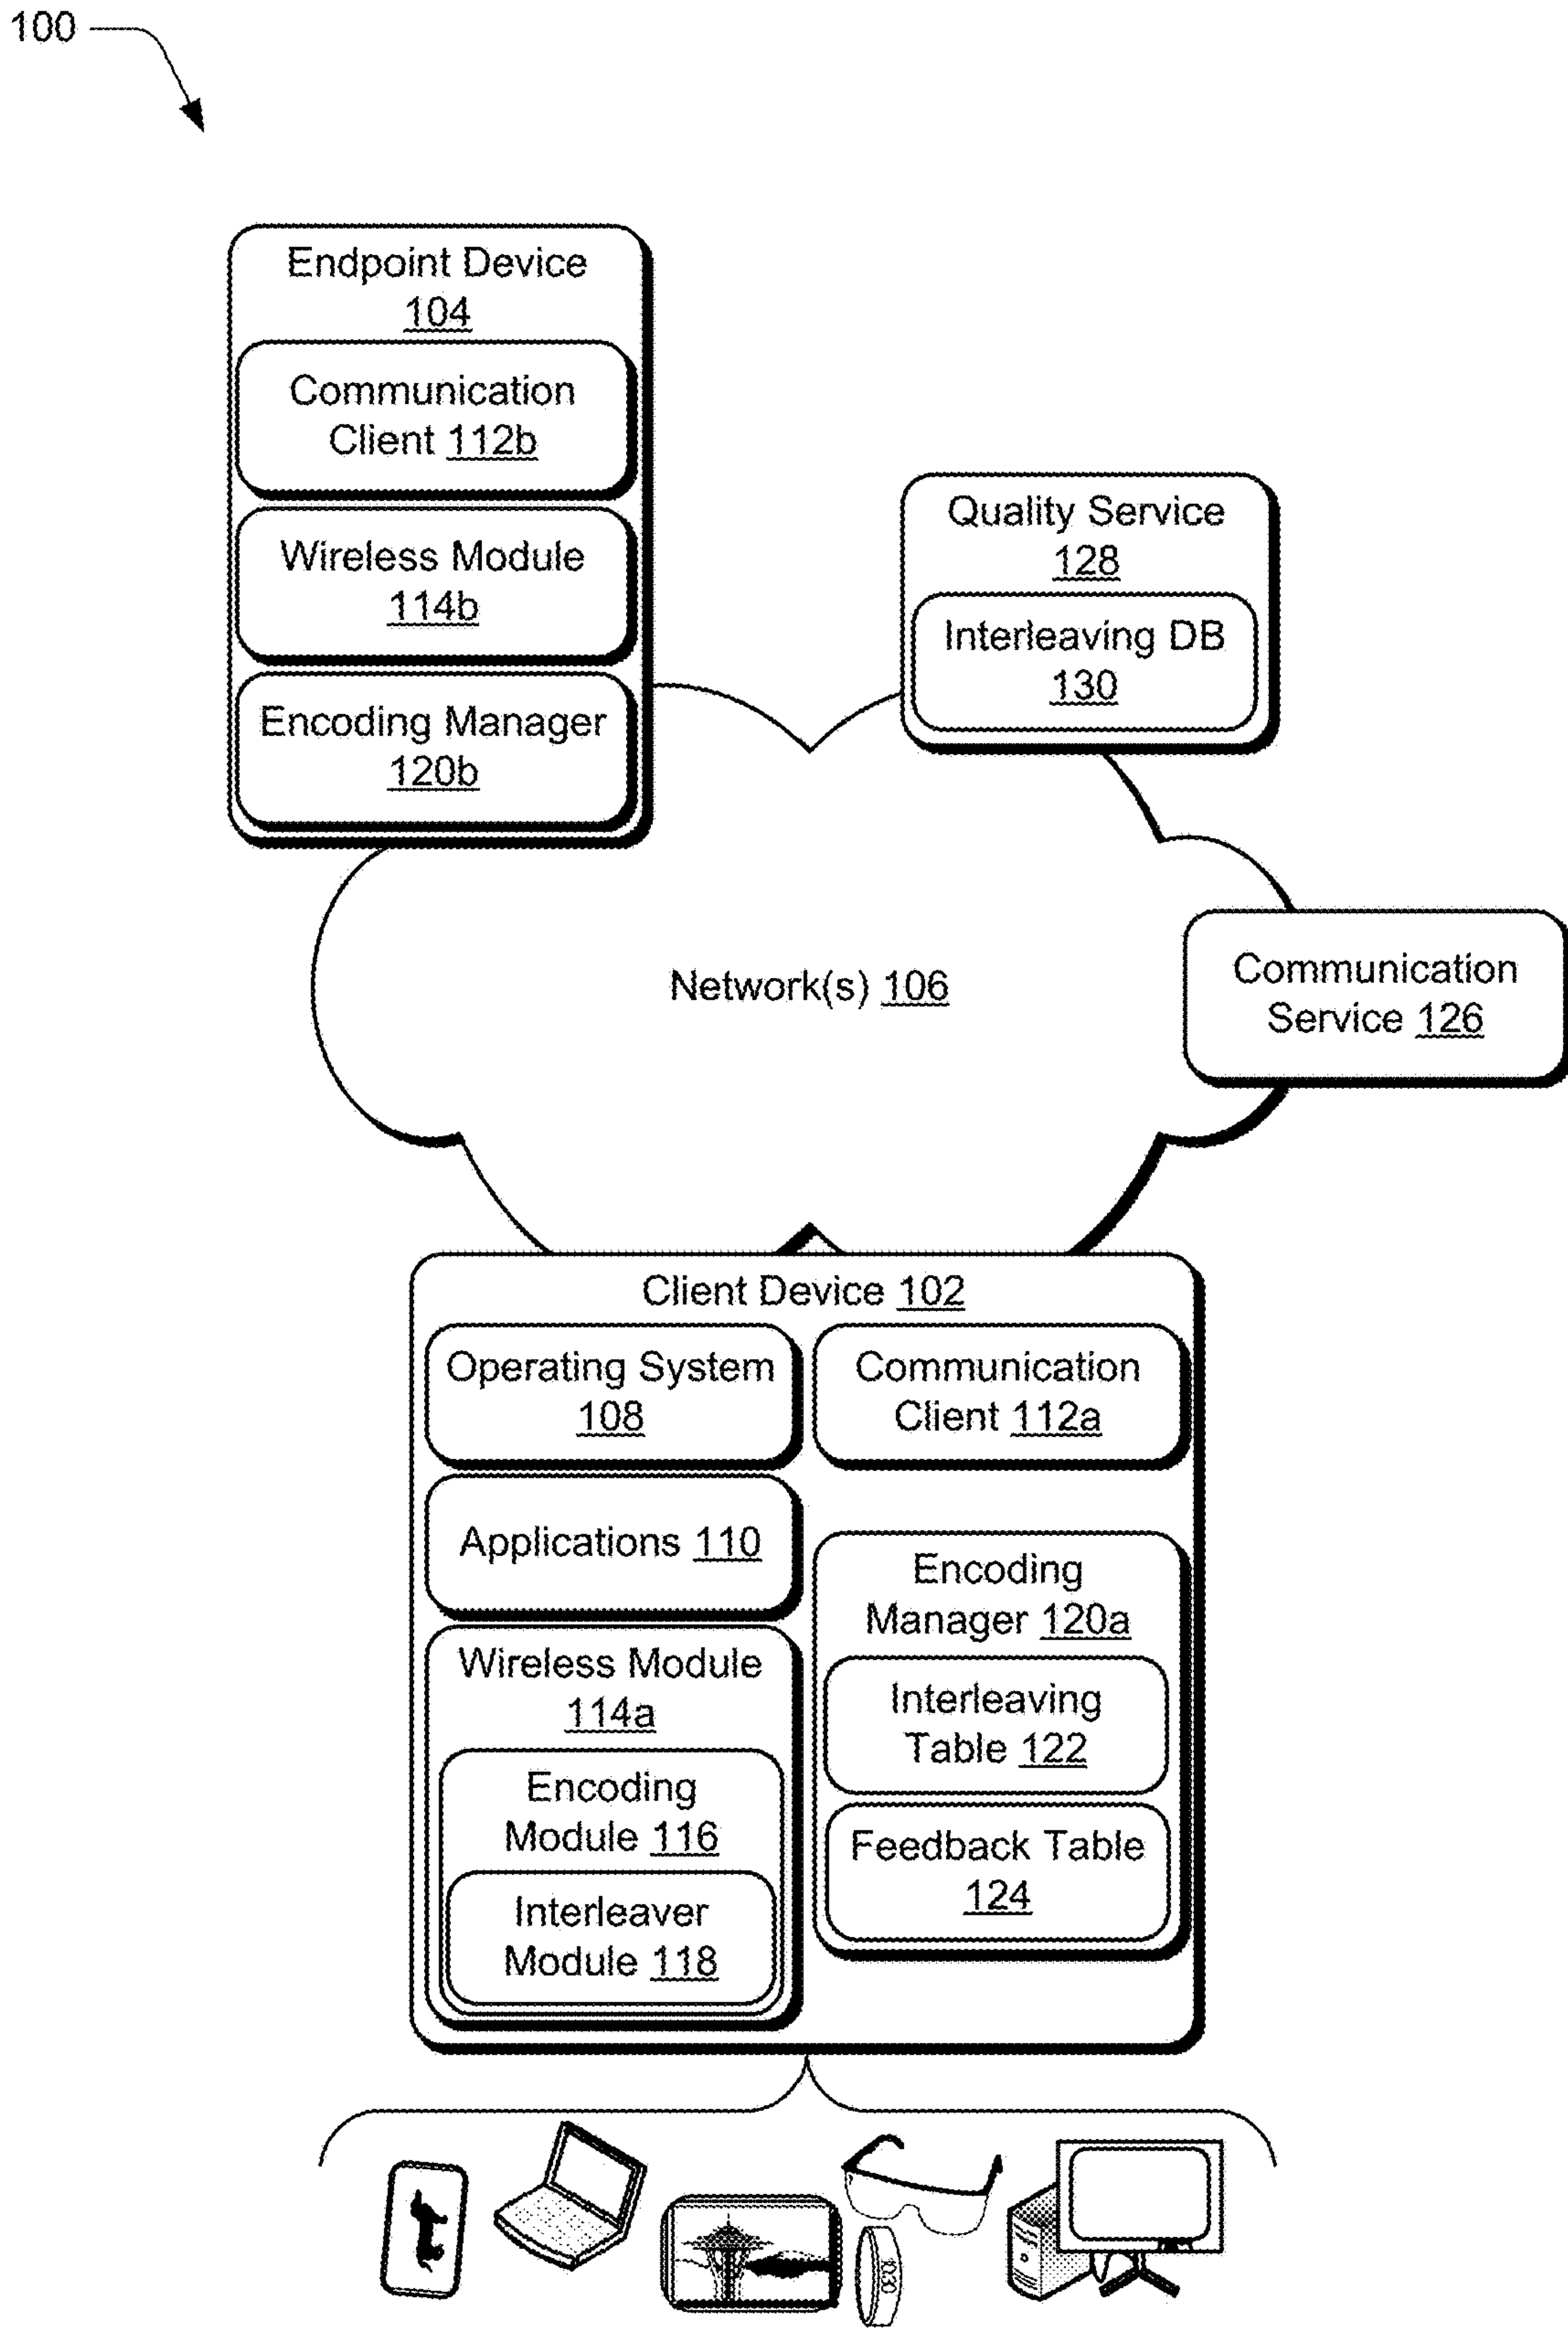 100
Endpoint Device
104
Communication
Client 112b
Wireless Module
114b
Encoding Manager
120b
Quality Service
128
Interleaving DB
130
Network(s) 106
Communication
Service 126
Client Device 102
Operating System
108
Communication
Client 112a
Applications 110
Encoding
Manager 120a
Interleaving
Table 122
Feedback Table
124
Wireless Module
114a
Encoding
Module 116
Interleaver
Module 118
10:30